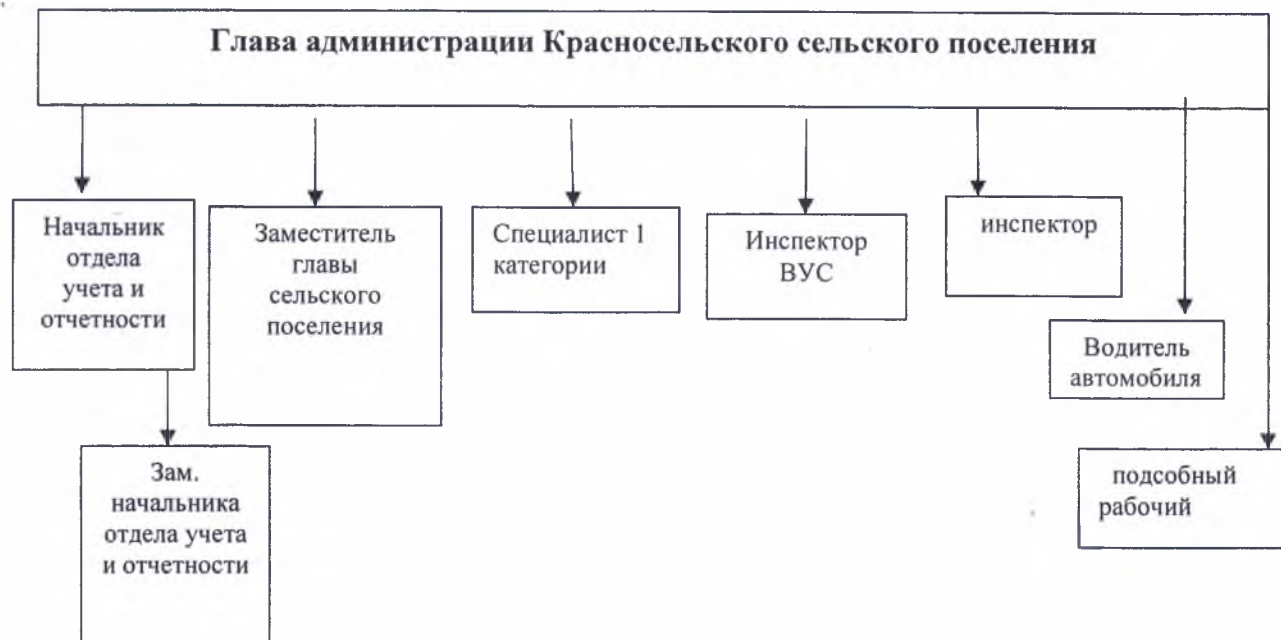 Глава администрации Красносельского сельского поселения
Начальник
отдела
учета и
отчетности
Заместитель
главы
сельского
поселения
Специалист 1
категории
Инспектор
ВУС
инспектор
Водитель
автомобиля
Зам.
начальника
отдела учета
и отчетности
подсобный
рабочий